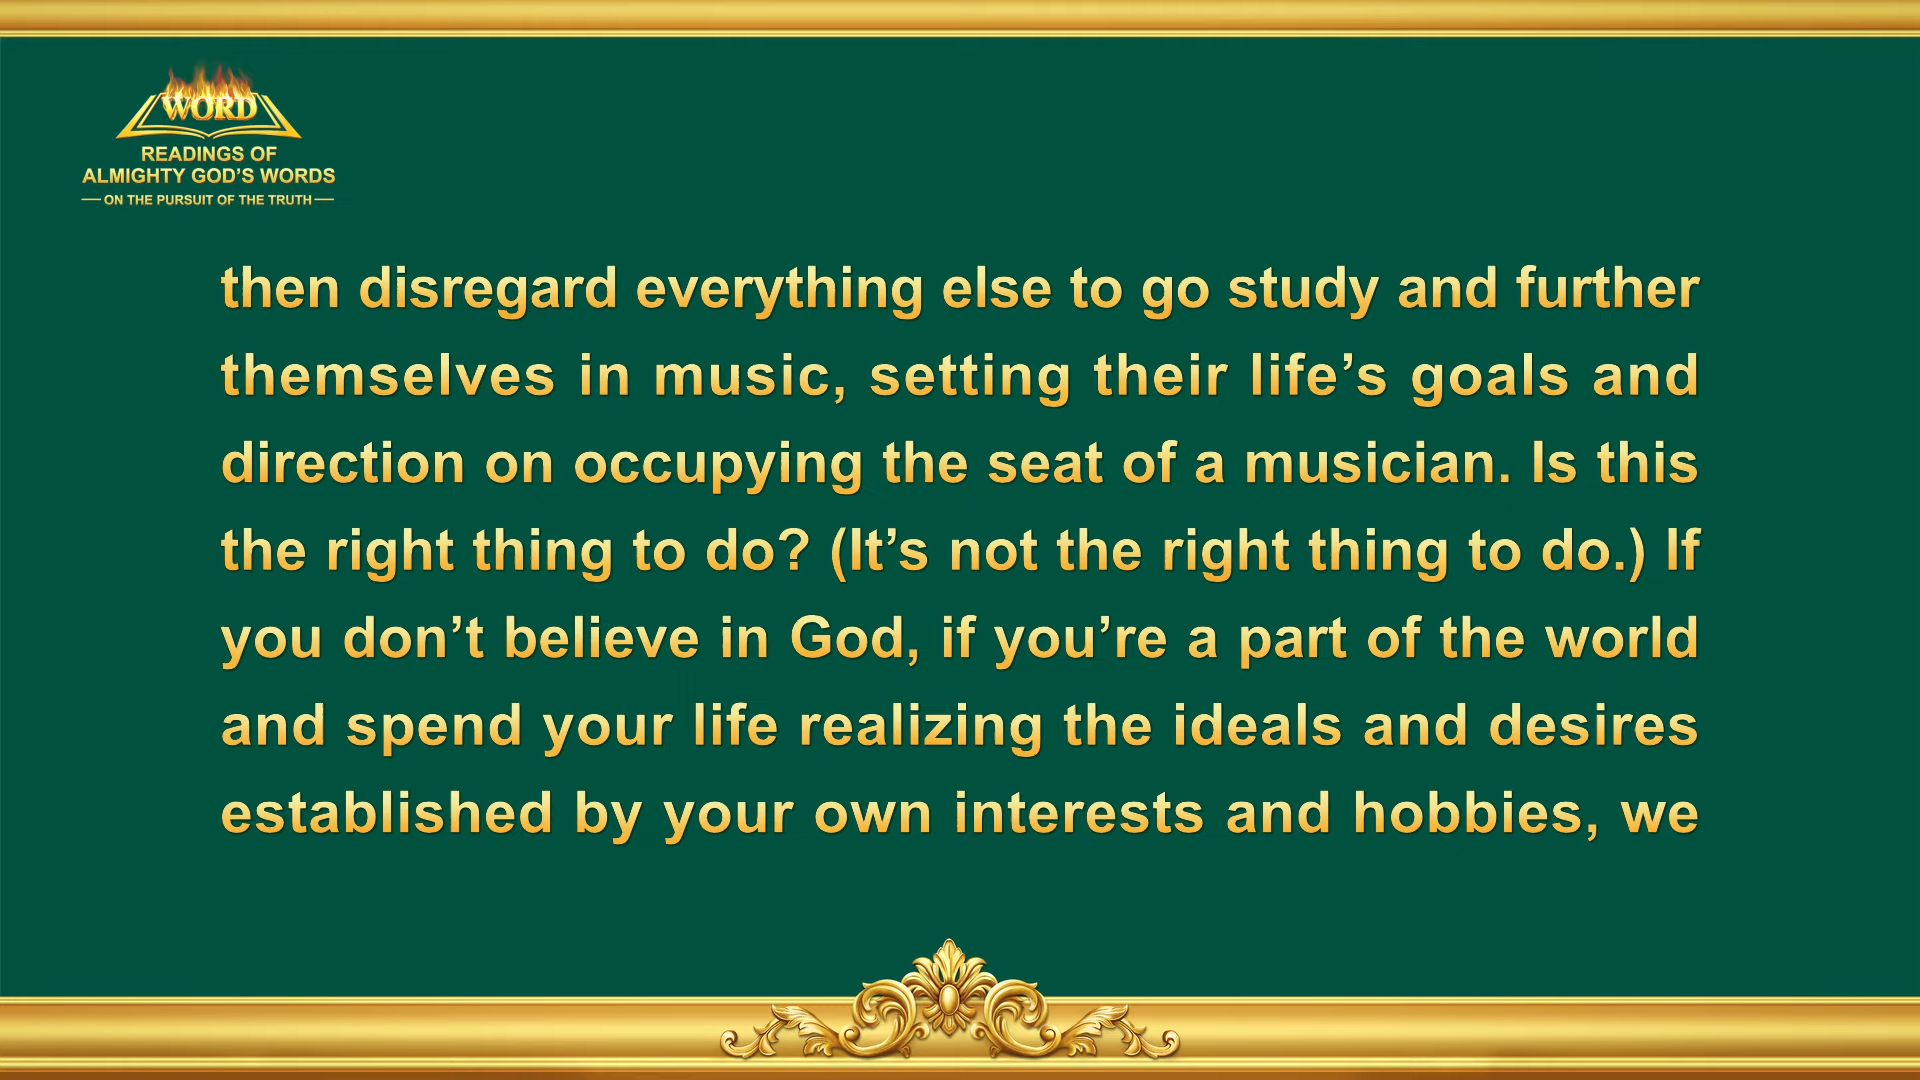 WORD
READINGS OF
ALMIGHTY GOD’S WORDS
ON THE PURSUIT OF THE TRUTH
then disregard everything else to go study and further
themselves in music, setting their life’s goals and
direction on occupying the seat of a musician. Is this
the right thing to do? (It’s not the right thing to do.) If
you don’t believe in God, if you’re a part of the world
and spend your life realizing the ideals and desires
established by your own interests and hobbies, we